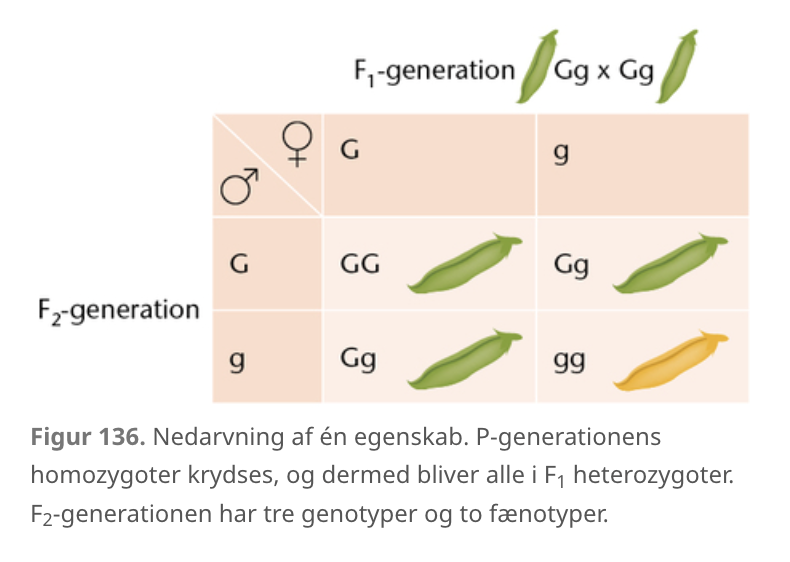 F₁-generation Gg x Gg
♀ G g
♂
G GG Gg
F₂-generation
g Gg gg
Figur 136. Nedarvning af én egenskab. P-generationens
homozygoter krydses, og dermed bliver alle i F₁ heterozygoter.
F₂-generationen har tre genotyper og to fænotyper.